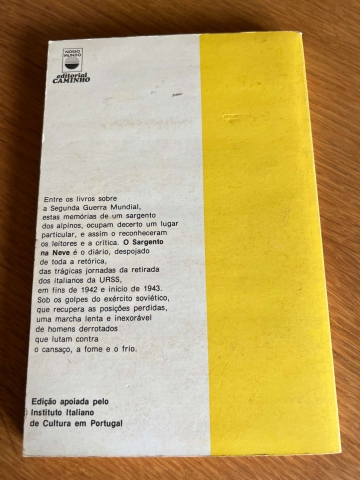 NOSSO
MUNDO
editorial
CAMINHO
Entre os livros sobre
a Segunda Guerra Mundial,
estas memórias de um sargento
dos alpinos, ocupam decerto um lugar
particular, e assim o reconheceram
os leitores e a crítica. O Sargento
na Neve é o diário, despojado
de toda a retórica,
das trágicas jornadas da retirada
dos italianos da URSS,
em fins de 1942 e início de 1943.
Sob os golpes do exército soviético,
que recupera as posições perdidas,
uma marcha lenta e inexorável
de homens derrotados
que lutam contra
o cansaço, a fome e o frio.
Edição apoiada pelo
Instituto Italiano
de Cultura em Portugal